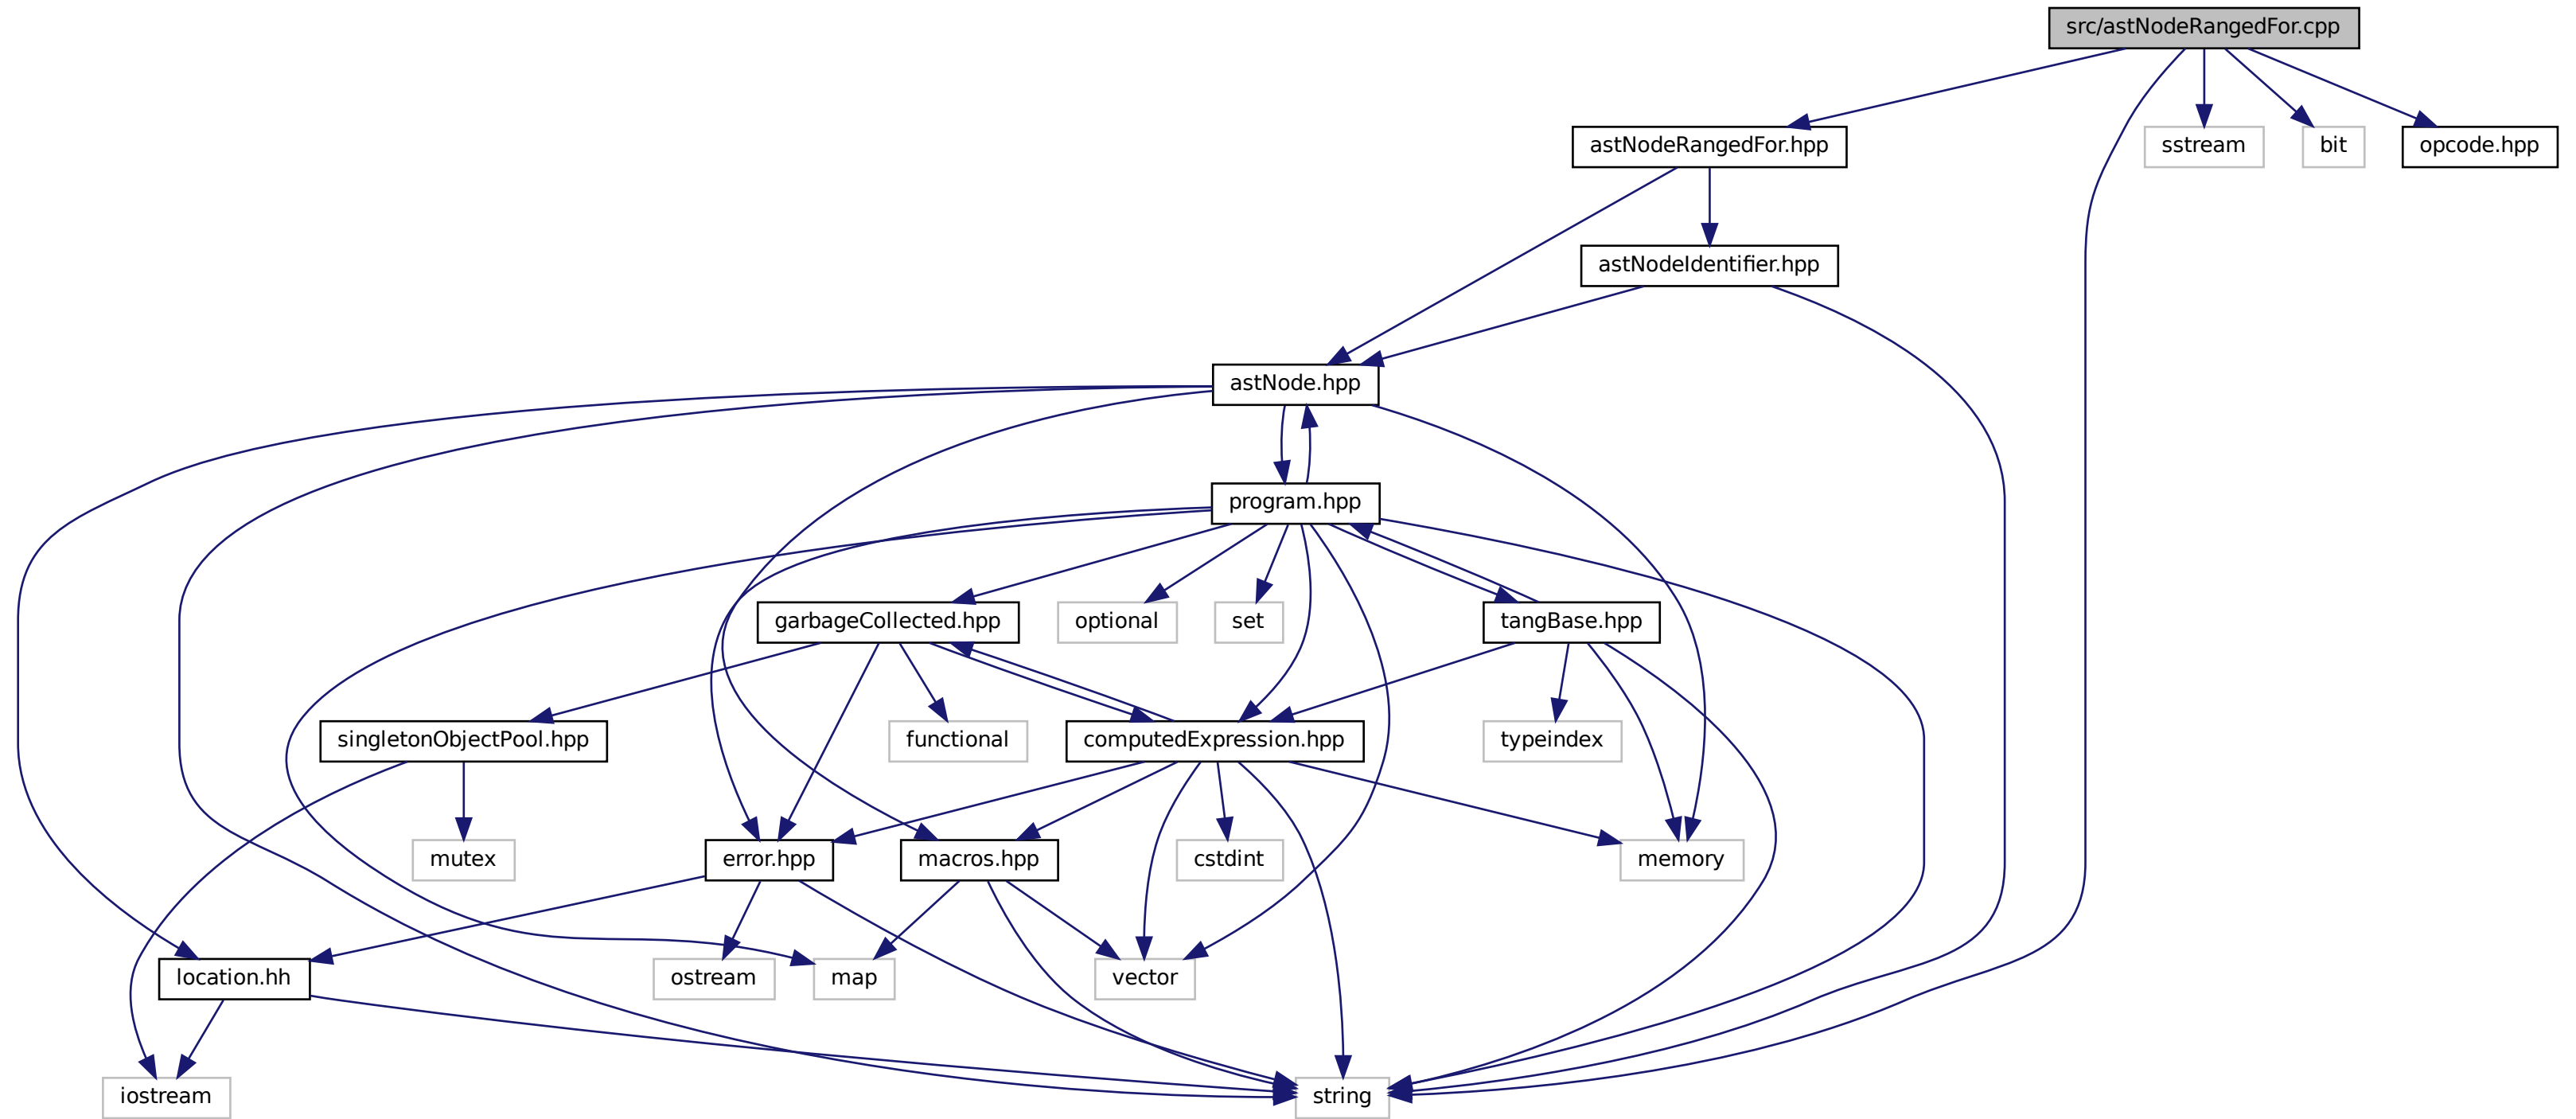 src/astNodeRangedFor.cpp
astNodeRangedFor.hpp
sstream
bit
opcode.hpp
astNodeIdentifier.hpp
astNode.hpp
program.hpp
garbageCollected.hpp
optional
set
tangBase.hpp
singletonObjectPool.hpp
functional
computedExpression.hpp
typeindex
mutex
error.hpp
macros.hpp
cstdint
memory
location.hh
ostream
map
vector
iostream
string